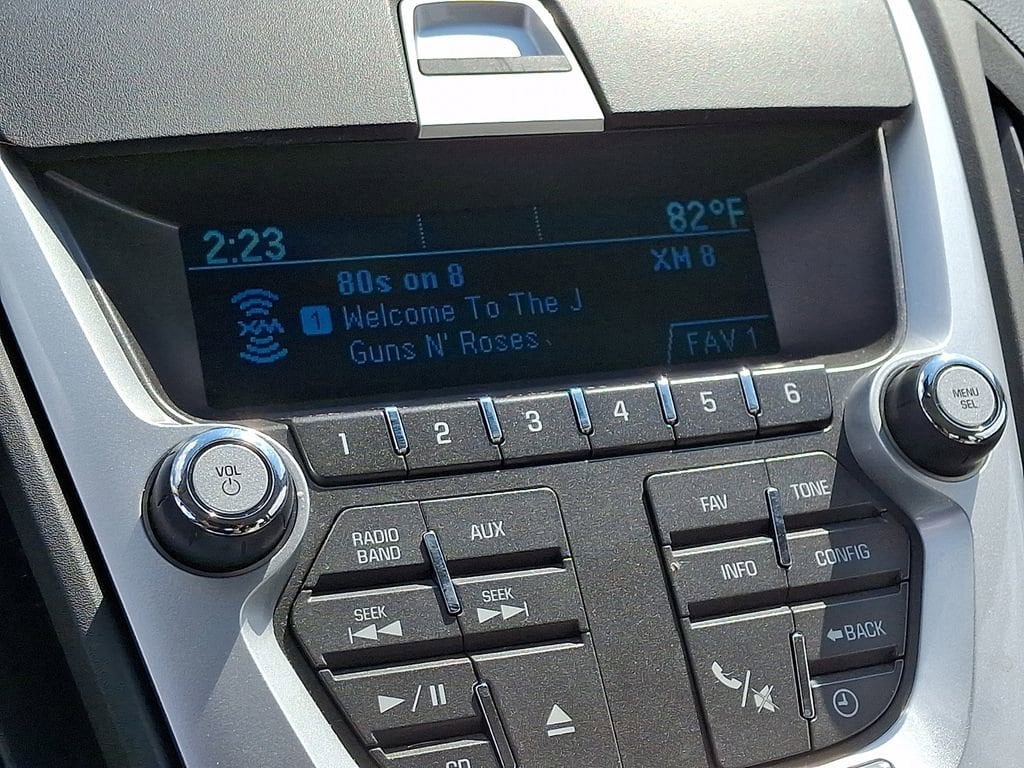 2:23 82°F
80s on 8 XM 8
XM 1 Welcome To The J
Guns N' Roses FAV 1
1 2 3 4 5 6
MENU
SEL
VOL
RADIO
BAND
AUX
FAV
TONE
INFO
CONFIG
SEEK
SEEK
BACK
CD